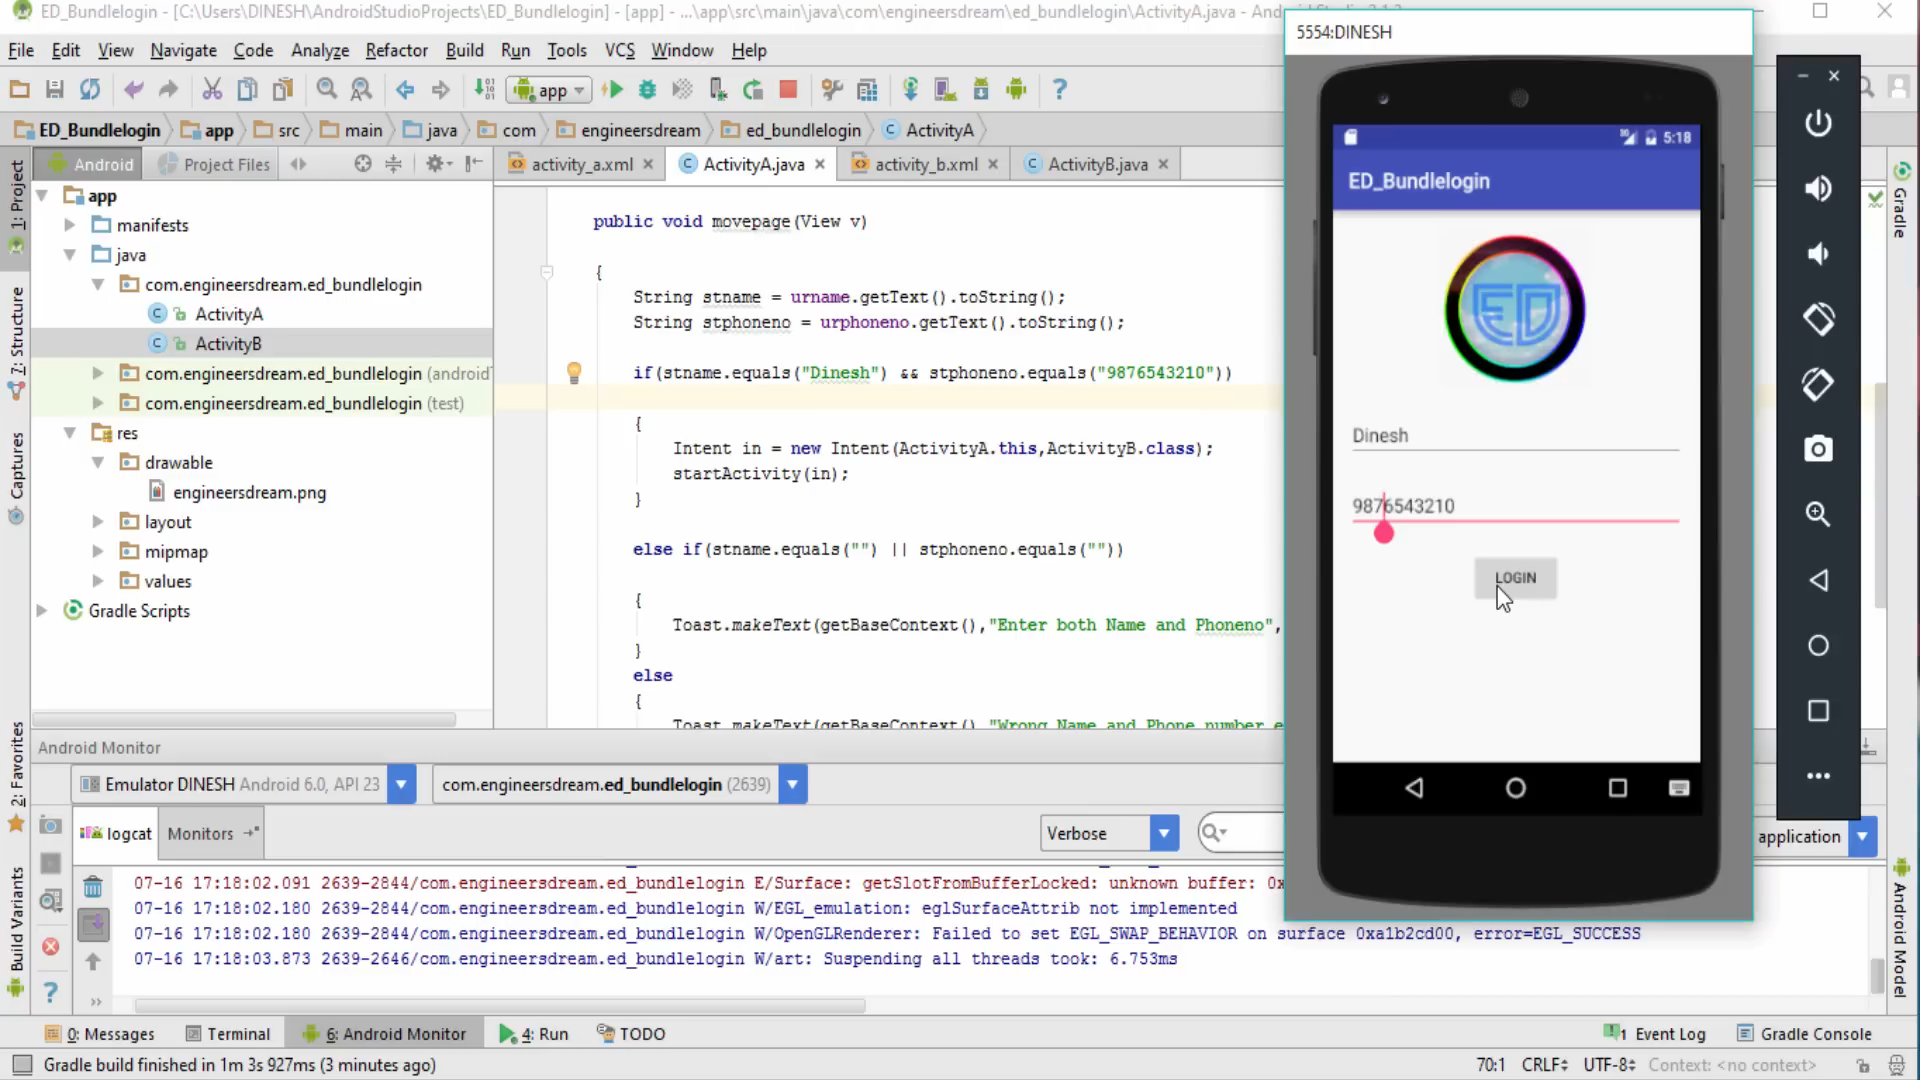 ED_Bundlelogin - [C:\Users\DINESH\AndroidStudioProjects\ED_Bundlelogin] - [app] - ...\app\src\main\java\com\engineersdream\ed_bundlelogin\ActivityA.java -
5554:DINESH
File Edit View Navigate Code Analyze Refactor Build Run Tools VCS Window Help
app
ED_Bundlelogin app src main java com engineersdream ed_bundlelogin ActivityA
Android Project Files
activity_a.xml ActivityA.java activity_b.xml ActivityB.java
1: Project
7: Structure
Captures
2: Favorites
Build Variants
app
manifests
java
com.engineersdream.ed_bundlelogin
ActivityA
ActivityB
com.engineersdream.ed_bundlelogin (android
com.engineersdream.ed_bundlelogin (test)
res
drawable
engineersdream.png
layout
mipmap
values
Gradle Scripts
public void movepage(View v)
{
String stname = urname.getText().toString();
String stphoneno = urphoneno.getText().toString();
if(stname.equals("Dinesh") && stphoneno.equals("9876543210"))
{
Intent in = new Intent(ActivityA.this,ActivityB.class);
startActivity(in);
}
else if(stname.equals("") || stphoneno.equals(""))
{
Toast.makeText(getBaseContext(),"Enter both Name and Phoneno",
}
else
{
Toast.makeText(getBaseContext(),"Wrong Name and Phone number e
5:18
ED_Bundlelogin
ED
Dinesh
9876543210
LOGIN
Gradle
Android Model
Android Monitor
Emulator DINESH Android 6.0, API 23
com.engineersdream.ed_bundlelogin (2639)
logcat Monitors
Verbose
application
07-16 17:18:02.091 2639-2844/com.engineersdream.ed_bundlelogin E/Surface: getSlotFromBufferLocked: unknown buffer: 0x
07-16 17:18:02.180 2639-2844/com.engineersdream.ed_bundlelogin W/EGL_emulation: eglSurfaceAttrib not implemented
07-16 17:18:02.180 2639-2844/com.engineersdream.ed_bundlelogin W/OpenGLRenderer: Failed to set EGL_SWAP_BEHAVIOR on surface 0xa1b2cd00, error=EGL_SUCCESS
07-16 17:18:03.873 2639-2646/com.engineersdream.ed_bundlelogin W/art: Suspending all threads took: 6.753ms
0: Messages Terminal 6: Android Monitor 4: Run TODO
1 Event Log Gradle Console
Gradle build finished in 1m 3s 927ms (3 minutes ago)
70:1 CRLF UTF-8 Context: <no context>